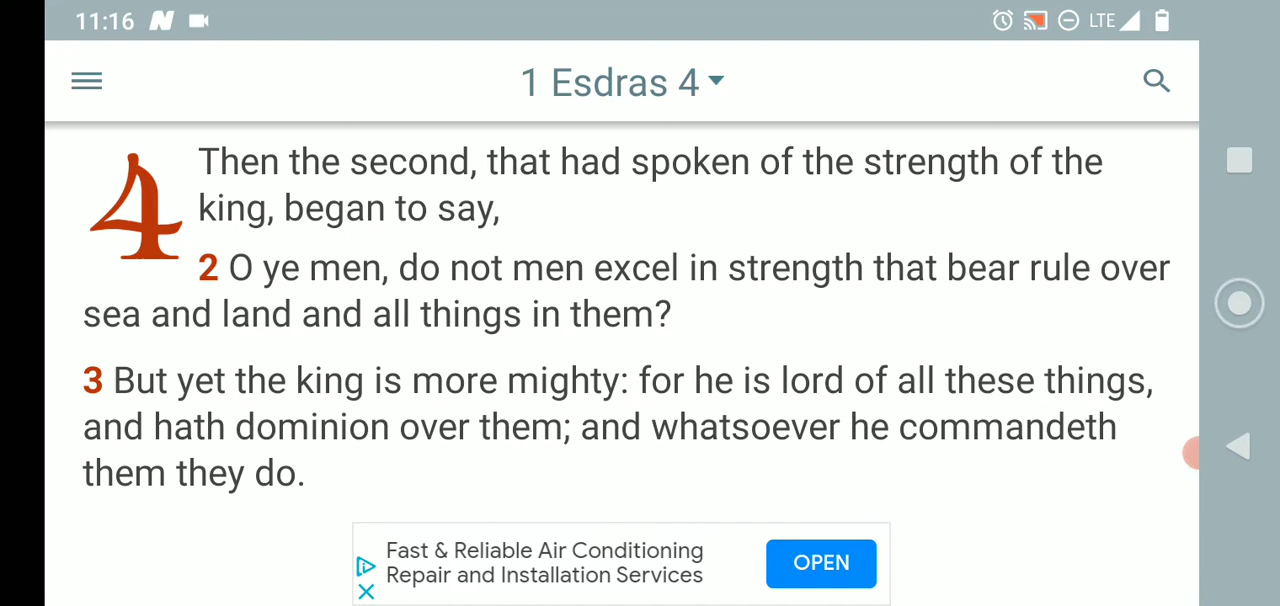 11:16 N LTE
1 Esdras 4
4 Then the second, that had spoken of the strength of the
king, began to say,
2 O ye men, do not men excel in strength that bear rule over
sea and land and all things in them?
3 But yet the king is more mighty: for he is lord of all these things,
and hath dominion over them; and whatsoever he commandeth
them they do.
Fast & Reliable Air Conditioning
Repair and Installation Services
OPEN